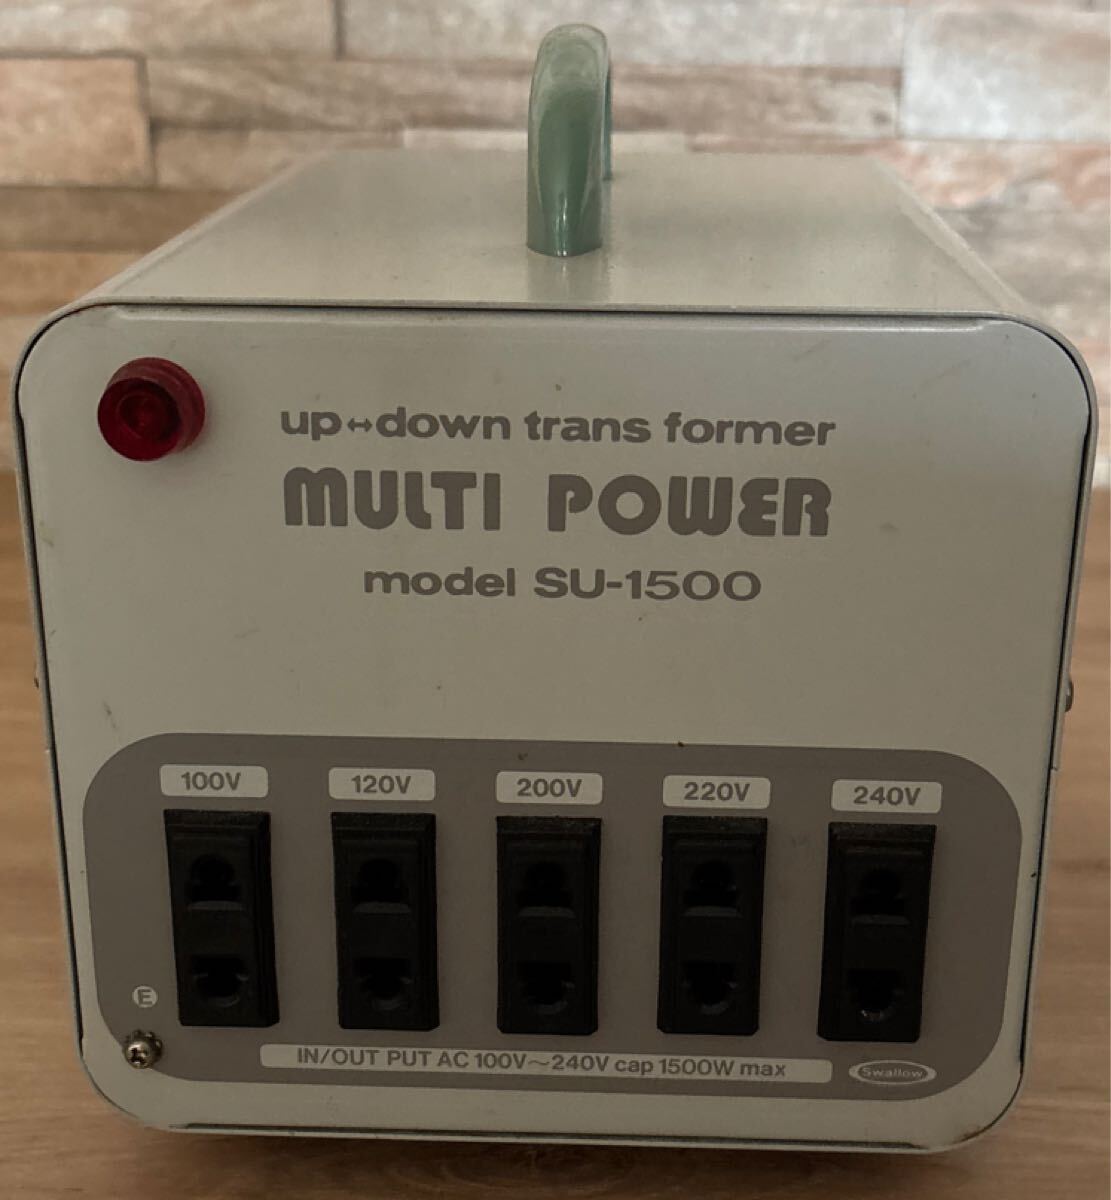 up↔down trans former
MULTI POWER
model SU-1500
100V 120V 200V 220V 240V
E
IN/OUT PUT AC 100V~240V cap 1500W max
Swallow